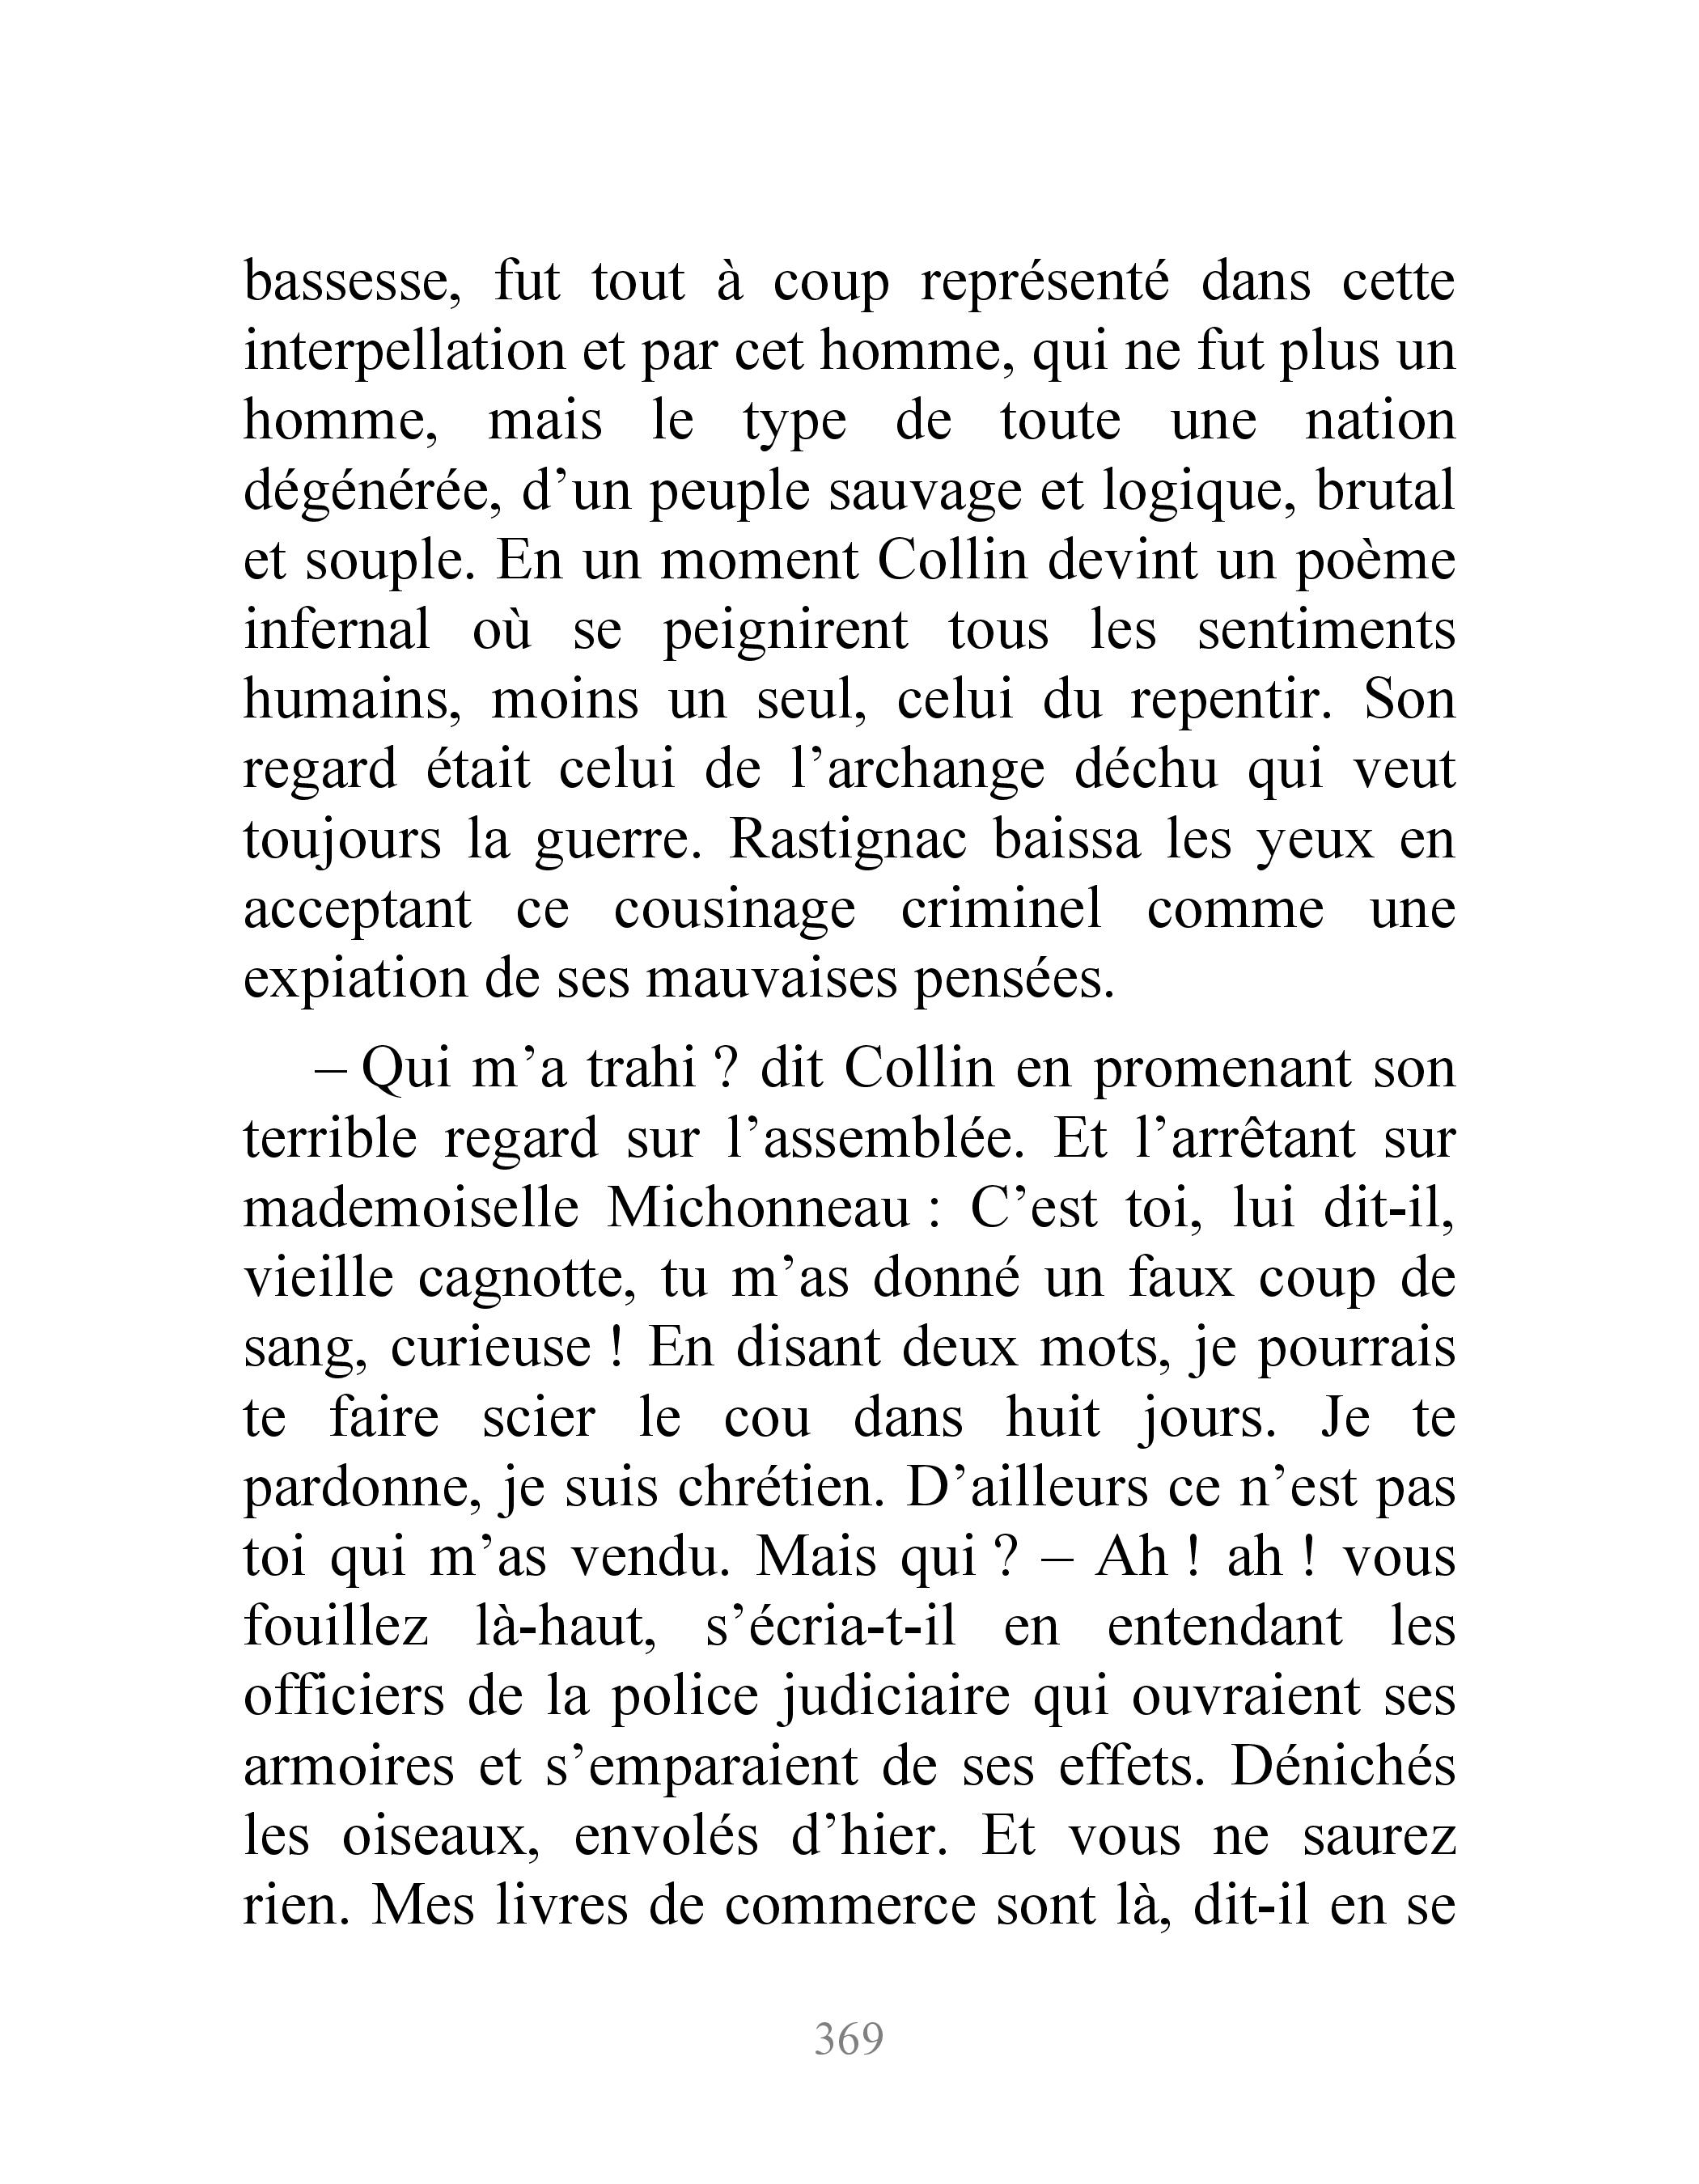 bassesse, fut tout à coup représenté dans cette
interpellation et par cet homme, qui ne fut plus un
homme, mais le type de toute une nation
dégénérée, d’un peuple sauvage et logique, brutal
et souple. En un moment Collin devint un poème
infernal où se peignirent tous les sentiments
humains, moins un seul, celui du repentir. Son
regard était celui de l’archange déchu qui veut
toujours la guerre. Rastignac baissa les yeux en
acceptant ce cousinage criminel comme une
expiation de ses mauvaises pensées.
– Qui m’a trahi ? dit Collin en promenant son
terrible regard sur l’assemblée. Et l’arrêtant sur
mademoiselle Michonneau : C’est toi, lui dit-il,
vieille cagnotte, tu m’as donné un faux coup de
sang, curieuse ! En disant deux mots, je pourrais
te faire scier le cou dans huit jours. Je te
pardonne, je suis chrétien. D’ailleurs ce n’est pas
toi qui m’as vendu. Mais qui ? – Ah ! ah ! vous
fouillez là-haut, s’écria-t-il en entendant les
officiers de la police judiciaire qui ouvraient ses
armoires et s’emparaient de ses effets. Dénichés
les oiseaux, envolés d’hier. Et vous ne saurez
rien. Mes livres de commerce sont là, dit-il en se
369